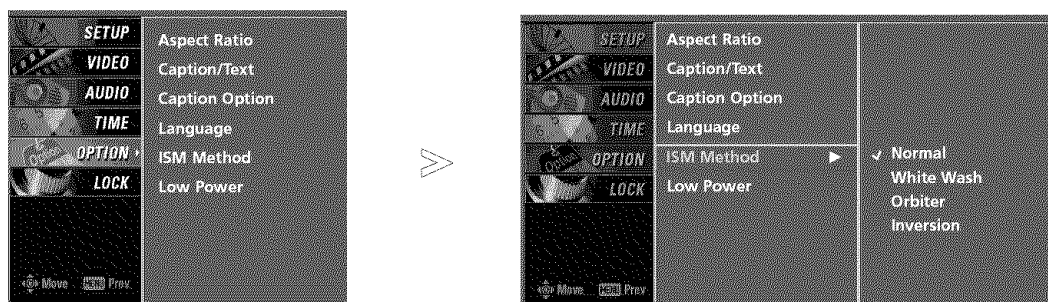 SETUP
VIDEO
AUDIO
TIME
OPTION
LOCK
Move MENU Prev
Aspect Ratio
Caption/Text
Caption Option
Language
ISM Method
Low Power
SETUP
VIDEO
AUDIO
TIME
OPTION
LOCK
Move MENU Prev
Aspect Ratio
Caption/Text
Caption Option
Language
ISM Method
Low Power
Normal
White Wash
Orbiter
Inversion